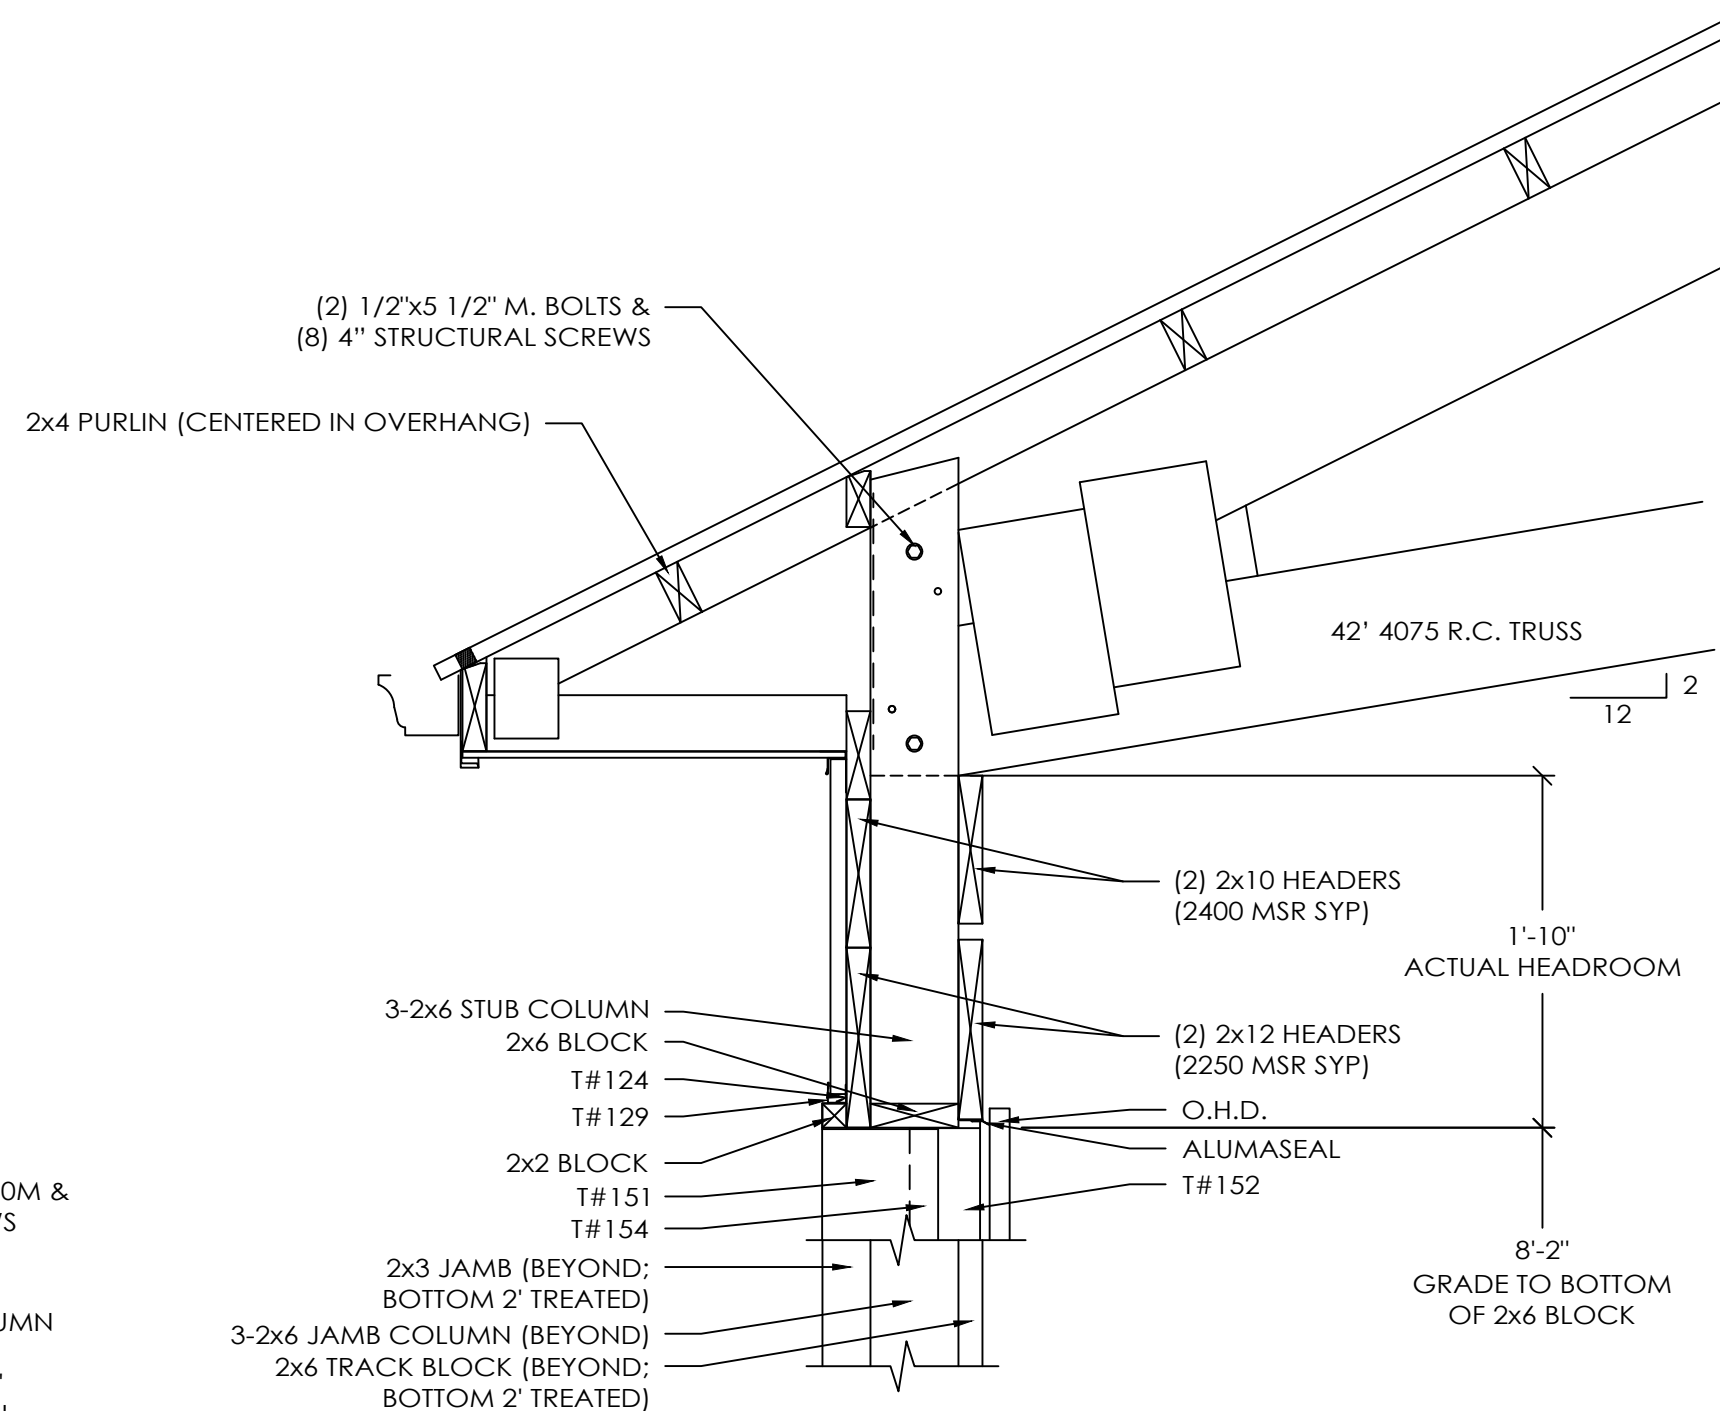 (2) 1/2"x5 1/2" M. BOLTS &
(8) 4” STRUCTURAL SCREWS
2x4 PURLIN (CENTERED IN OVERHANG)
42’ 4075 R.C. TRUSS
2
12
(2) 2x10 HEADERS
(2400 MSR SYP)
1'-10"
ACTUAL HEADROOM
3-2x6 STUB COLUMN
2x6 BLOCK
T#124
T#129
2x2 BLOCK
T#151
T#154
(2) 2x12 HEADERS
(2250 MSR SYP)
O.H.D.
ALUMASEAL
T#152
2x3 JAMB (BEYOND;
BOTTOM 2' TREATED)
3-2x6 JAMB COLUMN (BEYOND)
2x6 TRACK BLOCK (BEYOND;
BOTTOM 2' TREATED)
8'-2"
GRADE TO BOTTOM
OF 2x6 BLOCK
0M &